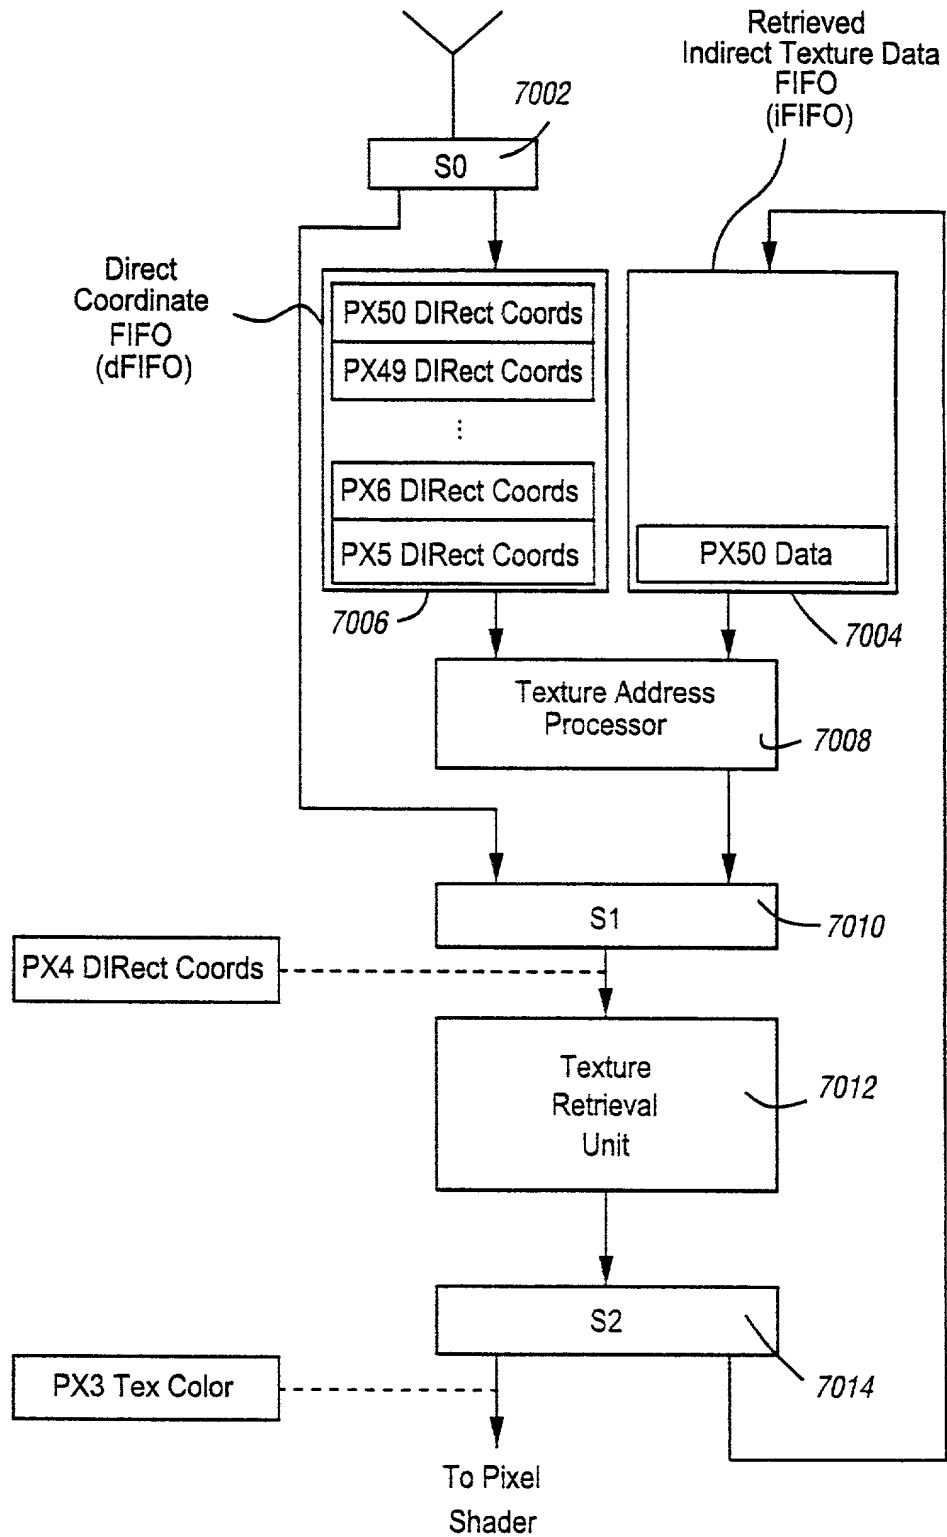 Retrieved
Indirect Texture Data
FIFO
(iFIFO)
7002
S0
Direct
Coordinate
FIFO
(dFIFO)
PX50 DIRect Coords
PX49 DIRect Coords
⋮
PX6 DIRect Coords
PX5 DIRect Coords
PX50 Data
7006
7004
Texture Address
Processor
7008
S1
7010
PX4 DIRect Coords
Texture
Retrieval
Unit
7012
S2
7014
PX3 Tex Color
To Pixel
Shader